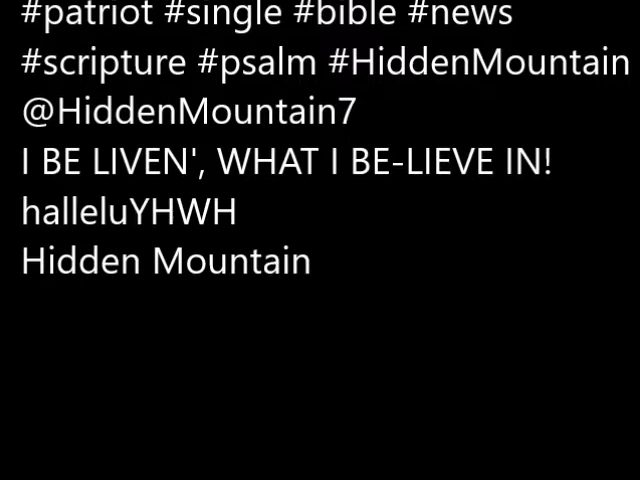 #patriot #single #bible #news
#scripture #psalm #HiddenMountain
@HiddenMountain7
I BE LIVEN', WHAT I BE-LIEVE IN!
halleluYHWH
Hidden Mountain